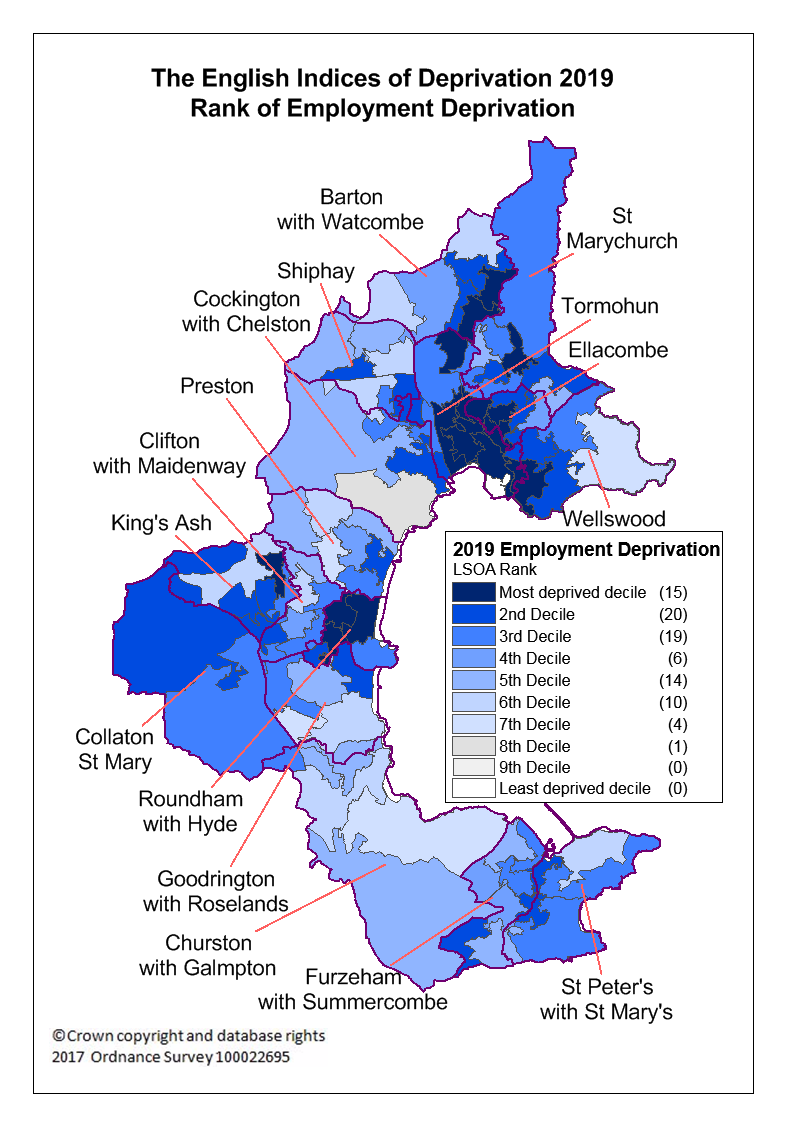 The English Indices of Deprivation 2019
Rank of Employment Deprivation
Barton
with Watcombe
St
Marychurch
Shiphay
Cockington
with Chelston
Tormohun
Ellacombe
Preston
Clifton
with Maidenway
King's Ash
Wellswood
2019 Employment Deprivation
LSOA Rank
Most deprived decile (15)
2nd Decile (20)
3rd Decile (19)
4th Decile (6)
5th Decile (14)
6th Decile (10)
7th Decile (4)
8th Decile (1)
9th Decile (0)
Least deprived decile (0)
Collaton
St Mary
Roundham
with Hyde
Goodrington
with Roselands
Churston
with Galmpton
Furzeham
with Summercombe
St Peter's
with St Mary's
©Crown copyright and database rights
2017 Ordnance Survey 100022695